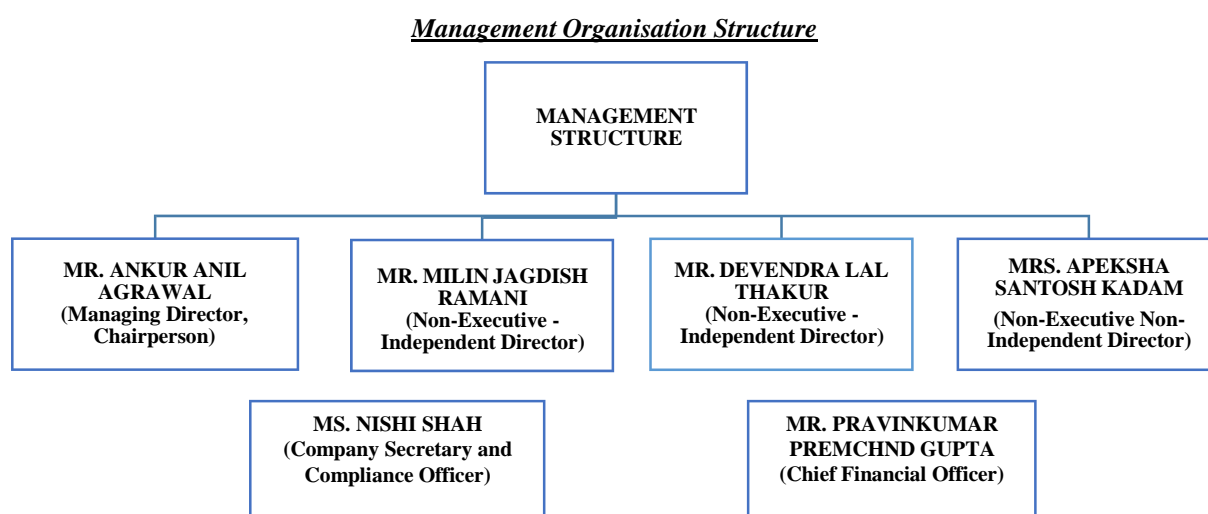 Management Organisation Structure
MANAGEMENT
STRUCTURE
MR. ANKUR ANIL
AGRAWAL
(Managing Director,
Chairperson)
MR. MILIN JAGDISH
RAMANI
(Non-Executive -
Independent Director)
MR. DEVENDRA LAL
THAKUR
(Non-Executive -
Independent Director)
MRS. APEKSHA
SANTOSH KADAM
(Non-Executive Non-
Independent Director)
MS. NISHI SHAH
(Company Secretary and
Compliance Officer)
MR. PRAVINKUMAR
PREMCHND GUPTA
(Chief Financial Officer)